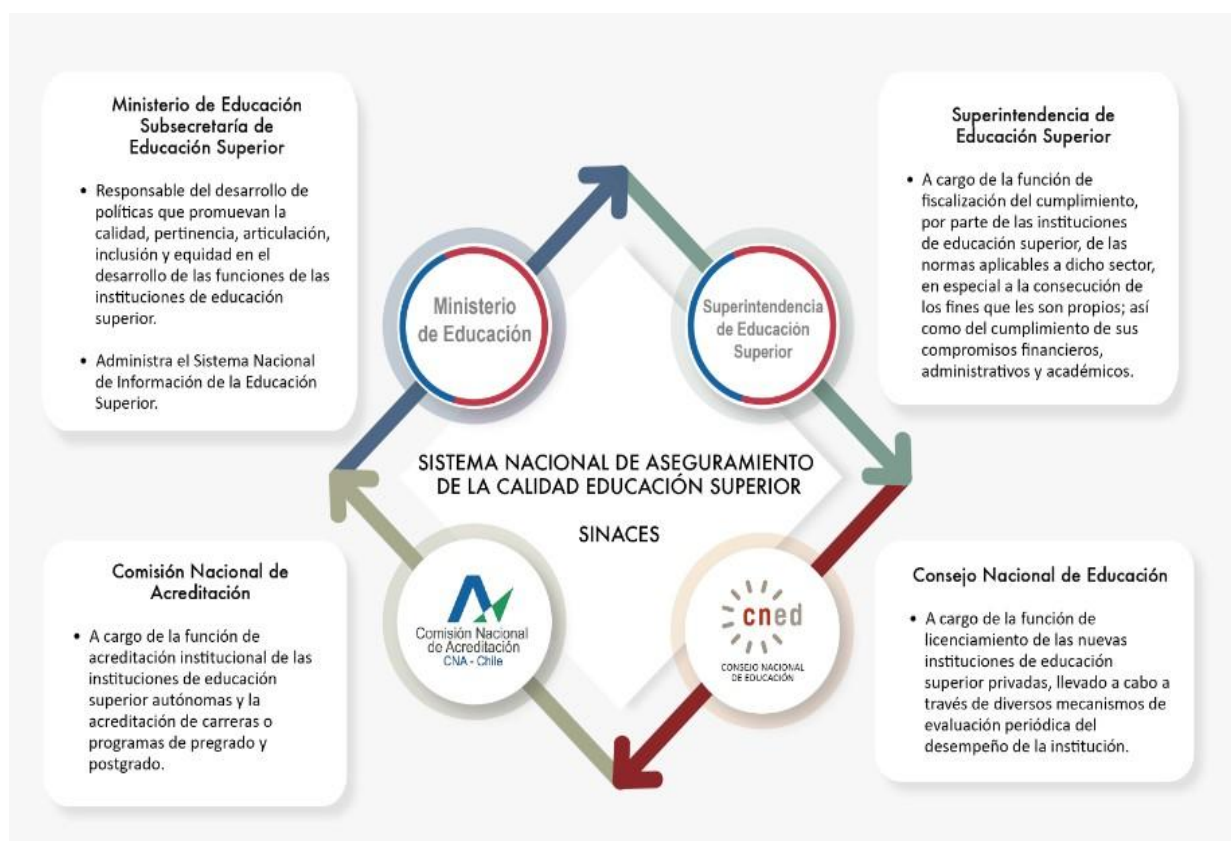 Ministerio de Educación
Subsecretaría de
Educación Superior
• Responsable del desarrollo de
políticas que promuevan la
calidad, pertinencia, articulación,
inclusión y equidad en el
desarrollo de las funciones de las
instituciones de educación
superior.
• Administra el Sistema Nacional
de Información de la Educación
Superior.
Superintendencia de
Educación Superior
• A cargo de la función de
fiscalización del cumplimiento,
por parte de las instituciones
de educación superior, de las
normas aplicables a dicho sector,
en especial a la consecución de
los fines que les son propios; así
como del cumplimiento de sus
compromisos financieros,
administrativos y académicos.
Ministerio
de Educación
Superintendencia
de Educación
Superior
SISTEMA NACIONAL DE ASEGURAMIENTO
DE LA CALIDAD EDUCACIÓN SUPERIOR
SINACES
Comisión Nacional
de Acreditación
CNA - Chile
cned
CONSEJO NACIONAL
DE EDUCACIÓN
Comisión Nacional de
Acreditación
• A cargo de la función de
acreditación institucional de las
instituciones de educación
superior autónomas y la
acreditación de carreras o
programas de pregrado y
postgrado.
Consejo Nacional de Educación
• A cargo de la función de
licenciamiento de las nuevas
instituciones de educación
superior privadas, llevado a cabo a
través de diversos mecanismos de
evaluación periódica del
desempeño de la institución.